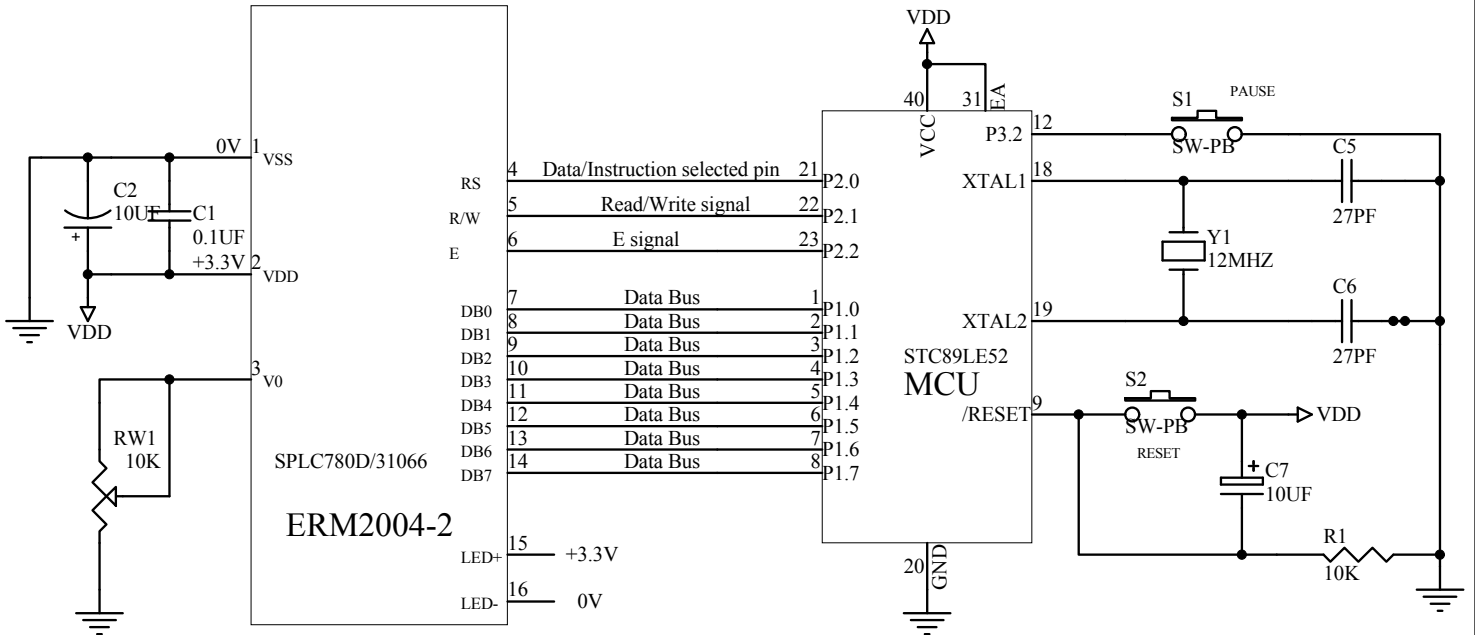 0V 1 VSS
C2
10UF
C1
0.1UF
+3.3V 2 VDD
+
VDD
3 V0
RW1
10K
SPLC780D/31066
ERM2004-2
RS 4 Data/Instruction selected pin 21 P2.0
R/W 5 Read/Write signal 22 P2.1
E 6 E signal 23 P2.2
DB0 7 Data Bus 1 P1.0
DB1 8 Data Bus 2 P1.1
DB2 9 Data Bus 3 P1.2
DB3 10 Data Bus 4 P1.3
DB4 11 Data Bus 5 P1.4
DB5 12 Data Bus 6 P1.5
DB6 13 Data Bus 7 P1.6
DB7 14 Data Bus 8 P1.7
LED+ 15 +3.3V
LED- 16 0V
VDD
40 VCC
31 EA
STC89LE52
MCU
20 GND
P3.2 12
S1 PAUSE
SW-PB
XTAL1 18
C5
27PF
Y1
12MHZ
XTAL2 19
C6
27PF
/RESET 9
S2
SW-PB
RESET
VDD
+ C7
10UF
R1
10K